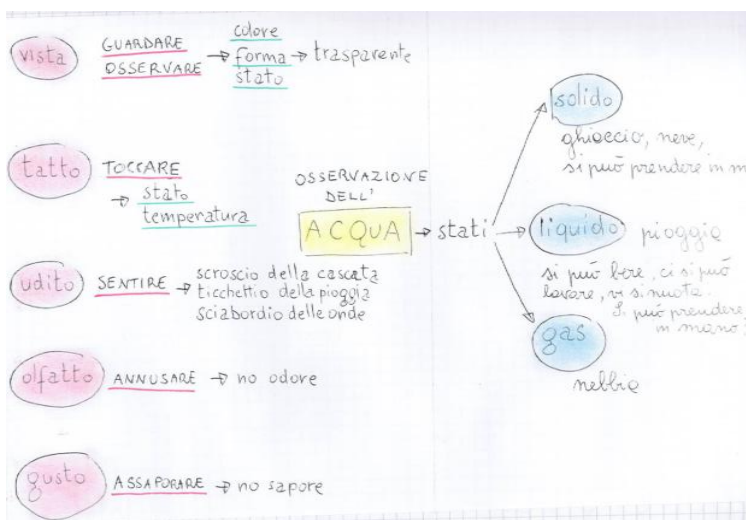 vista
GUARDARE
OSSERVARE
→ colore
forma → trasparente
stato
tatto
TOCCARE
→ stato
temperatura
udito
SENTIRE → scroscio della cascata
ticchettio della pioggia
sciabordio delle onde
olfatto
ANNUSARE → no odore
gusto
ASSAPORARE → no sapore
OSSERVAZIONE
DELL'
ACQUA → stati
solido
ghiaccio, neve,
si può prendere in m
liquido pioggia
si può bere, ci si può
lavare, vi si nuota.
Si può prendere
in mano?
gas
nebbia